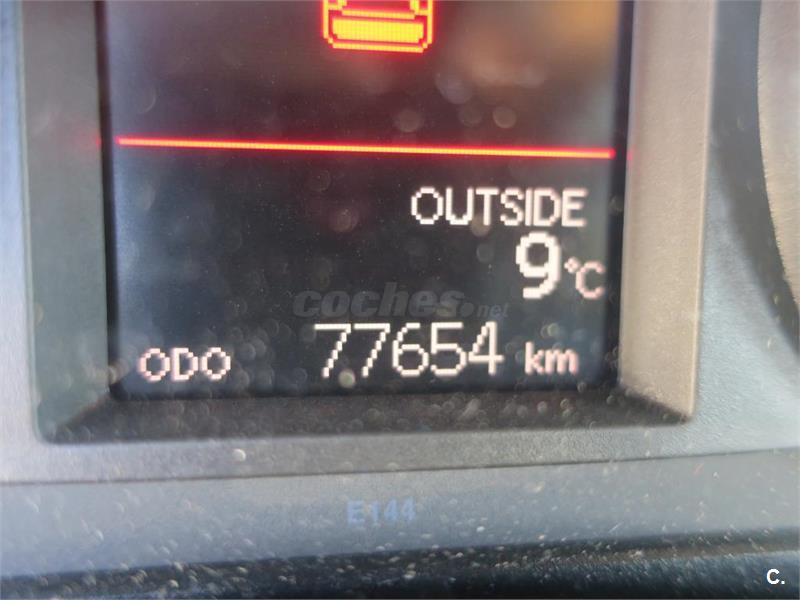 OUTSIDE
9°C
coches.net
ODO 77654 km
E144
C.